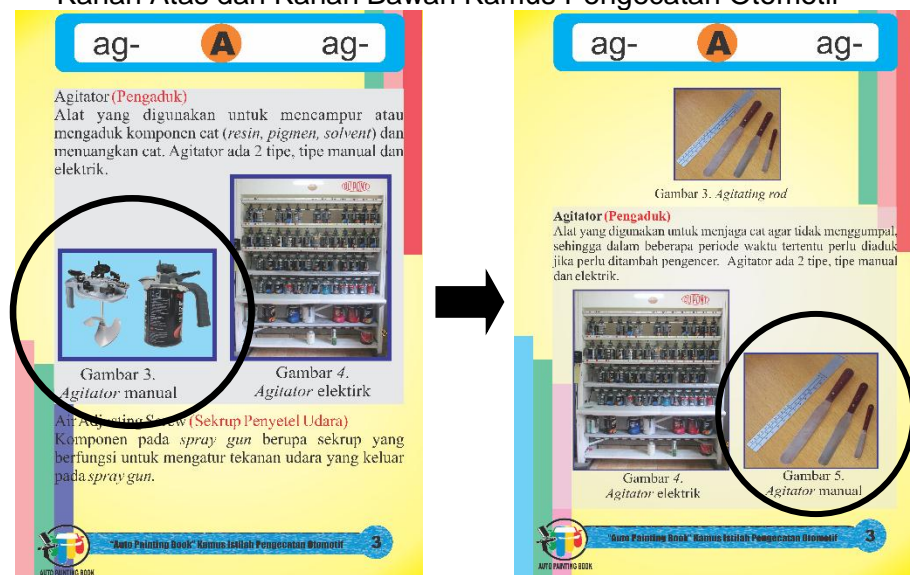 Kanan Atas dan Kanan Bawah Kamus Pengecatan Otomotif
ag- A ag-
Agitator (Pengaduk)
Alat yang digunakan untuk mencampur atau
mengaduk komponen cat (resin, pigmen, solvent) dan
menuangkan cat. Agitator ada 2 tipe, tipe manual dan
elektrik.
Gambar 3.
Agitator manual
Gambar 4.
Agitator elektirk
Air Adjusting Screw (Sekrup Penyetel Udara)
Komponen pada spray gun berupa sekrup yang
berfungsi untuk mengatur tekanan udara yang keluar
pada spray gun.
"Auto Painting Book" Kamus Istilah Pengecatan Otomotif 3
AUTO PAINTING BOOK
ag- A ag-
Gambar 3. Agitating rod
Agitator (Pengaduk)
Alat yang digunakan untuk menjaga cat agar tidak menggumpal,
sehingga dalam beberapa periode waktu tertentu perlu diaduk
jika perlu ditambah pengencer. Agitator ada 2 tipe, tipe manual
dan elektrik.
Gambar 4.
Agitator elektrik
Gambar 5.
Agitator manual
"Auto Painting Book" Kamus Istilah Pengecatan Otomotif 3
AUTO PAINTING BOOK